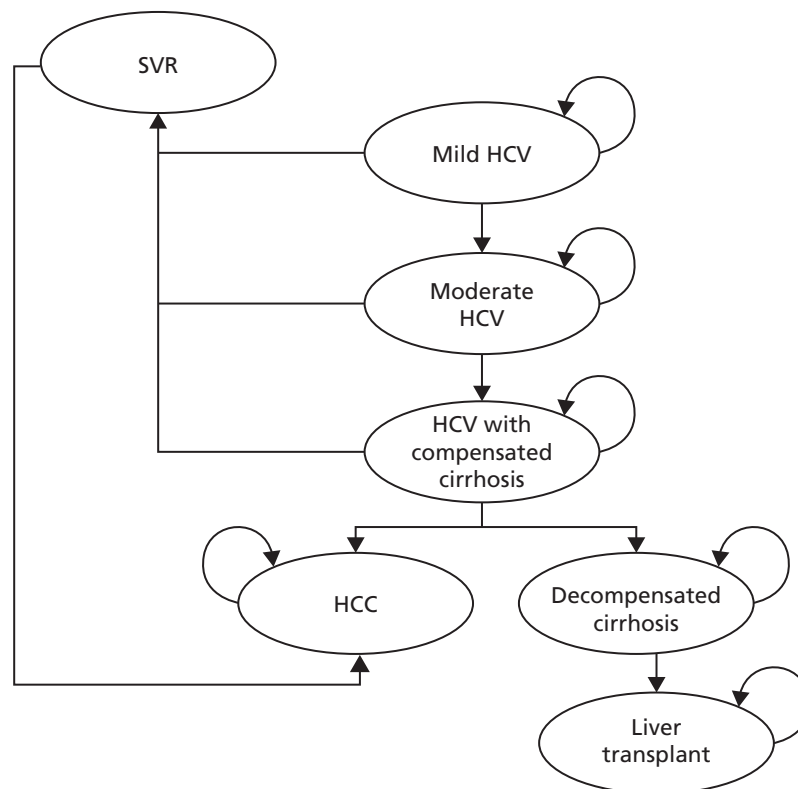 SVR
Mild HCV
Moderate
HCV
HCV with
compensated
cirrhosis
HCC
Decompensated
cirrhosis
Liver
transplant